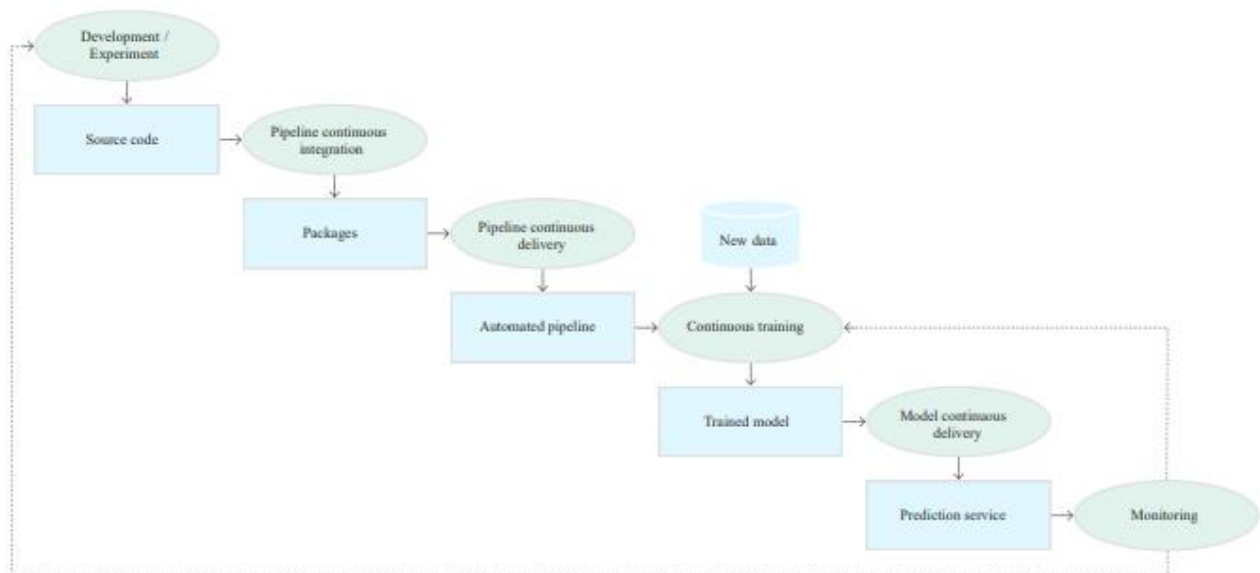 Development /
Experiment
Source code
Pipeline continuous
integration
Packages
Pipeline continuous
delivery
New data
Automated pipeline
Continuous training
Trained model
Model continuous
delivery
Prediction service
Monitoring